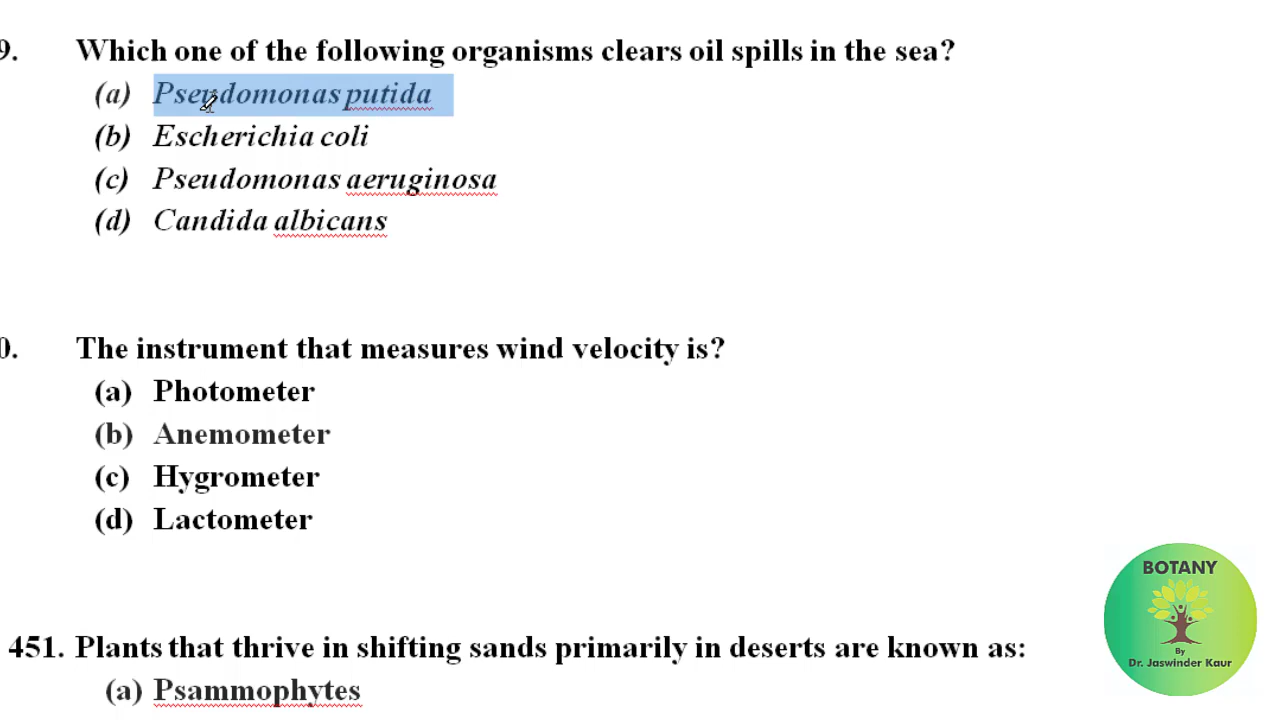 9. Which one of the following organisms clears oil spills in the sea?
(a) Pseudomonas putida
(b) Escherichia coli
(c) Pseudomonas aeruginosa
(d) Candida albicans
0. The instrument that measures wind velocity is?
(a) Photometer
(b) Anemometer
(c) Hygrometer
(d) Lactometer
451. Plants that thrive in shifting sands primarily in deserts are known as:
(a) Psammophytes
BOTANY
By
Dr. Jaswinder Kaur